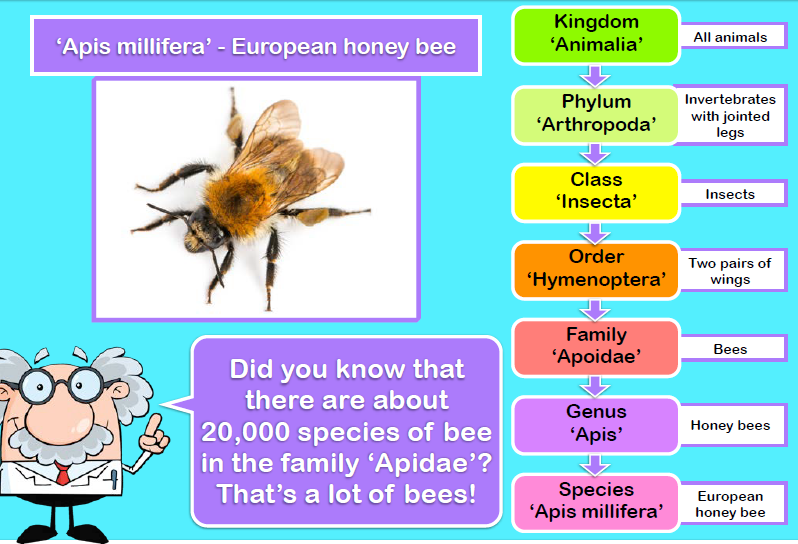 ‘Apis millifera’ - European honey bee
Did you know that
there are about
20,000 species of bee
in the family ‘Apidae’?
That’s a lot of bees!
Kingdom
‘Animalia’
All animals
Phylum
‘Arthropoda’
Invertebrates
with jointed
legs
Class
‘Insecta’
Insects
Order
‘Hymenoptera’
Two pairs of
wings
Family
‘Apoidae’
Bees
Genus
‘Apis’
Honey bees
Species
‘Apis millifera’
European
honey bee